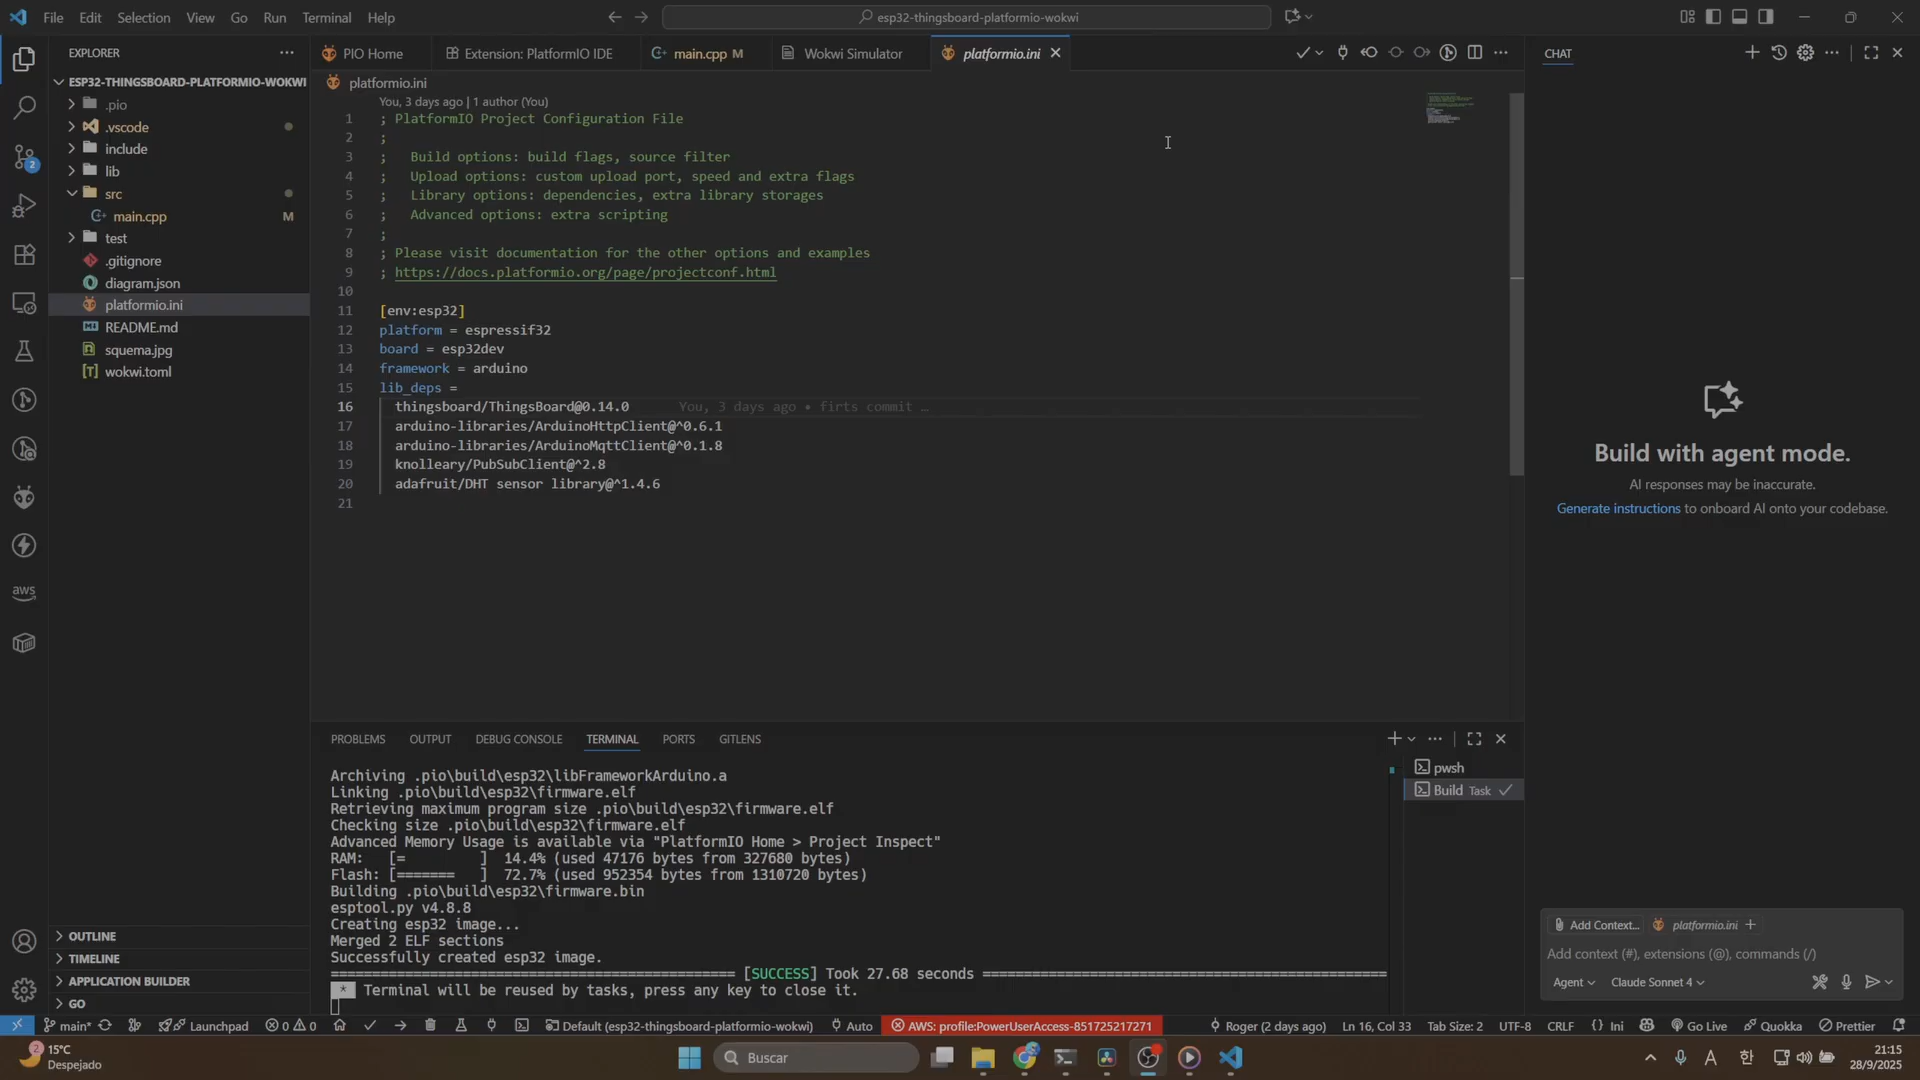 File Edit Selection View Go Run Terminal Help
esp32-thingsboard-platformio-wokwi
EXPLORER
PIO Home
Extension: PlatformIO IDE
main.cpp M
Wokwi Simulator
platformio.ini
CHAT
ESP32-THINGSBOARD-PLATFORMIO-WOKWI
.pio
.vscode
include
lib
src
main.cpp M
test
.gitignore
diagram.json
platformio.ini
README.md
squema.jpg
wokwi.toml
OUTLINE
TIMELINE
APPLICATION BUILDER
GO
2
aws
platformio.ini
You, 3 days ago | 1 author (You)
1 ; PlatformIO Project Configuration File
2 ;
3 ;   Build options: build flags, source filter
4 ;   Upload options: custom upload port, speed and extra flags
5 ;   Library options: dependencies, extra library storages
6 ;   Advanced options: extra scripting
7 ;
8 ; Please visit documentation for the other options and examples
9 ; https://docs.platformio.org/page/projectconf.html
10
11 [env:esp32]
12 platform = espressif32
13 board = esp32dev
14 framework = arduino
15 lib_deps =
16 thingsboard/ThingsBoard@0.14.0 You, 3 days ago • firts commit …
17 arduino-libraries/ArduinoHttpClient@^0.6.1
18 arduino-libraries/ArduinoMqttClient@^0.1.8
19 knolleary/PubSubClient@^2.8
20 adafruit/DHT sensor library@^1.4.6
21
Build with agent mode.
AI responses may be inaccurate.
Generate instructions to onboard AI onto your codebase.
Add Context... platformio.ini
Add context (#), extensions (@), commands (/)
Agent Claude Sonnet 4
PROBLEMS OUTPUT DEBUG CONSOLE TERMINAL PORTS GITLENS
pwsh
Build Task
Archiving .pio\build\esp32\libFrameworkArduino.a
Linking .pio\build\esp32\firmware.elf
Retrieving maximum program size .pio\build\esp32\firmware.elf
Checking size .pio\build\esp32\firmware.elf
Advanced Memory Usage is available via "PlatformIO Home > Project Inspect"
RAM:   [=         ]  14.4% (used 47176 bytes from 327680 bytes)
Flash: [=======   ]  72.7% (used 952354 bytes from 1310720 bytes)
Building .pio\build\esp32\firmware.bin
esptool.py v4.8.8
Creating esp32 image...
Merged 2 ELF sections
Successfully created esp32 image.
[SUCCESS] Took 27.68 seconds
* Terminal will be reused by tasks, press any key to close it.
main* Launchpad 0 0 Default (esp32-thingsboard-platformio-wokwi) Auto AWS: profile:PowerUserAccess-851725217271 Roger (2 days ago) Ln 16, Col 33 Tab Size: 2 UTF-8 CRLF {} Ini Go Live Quokka Prettier
2
15°C
Despejado
Buscar
A
한
21:15
28/9/2025